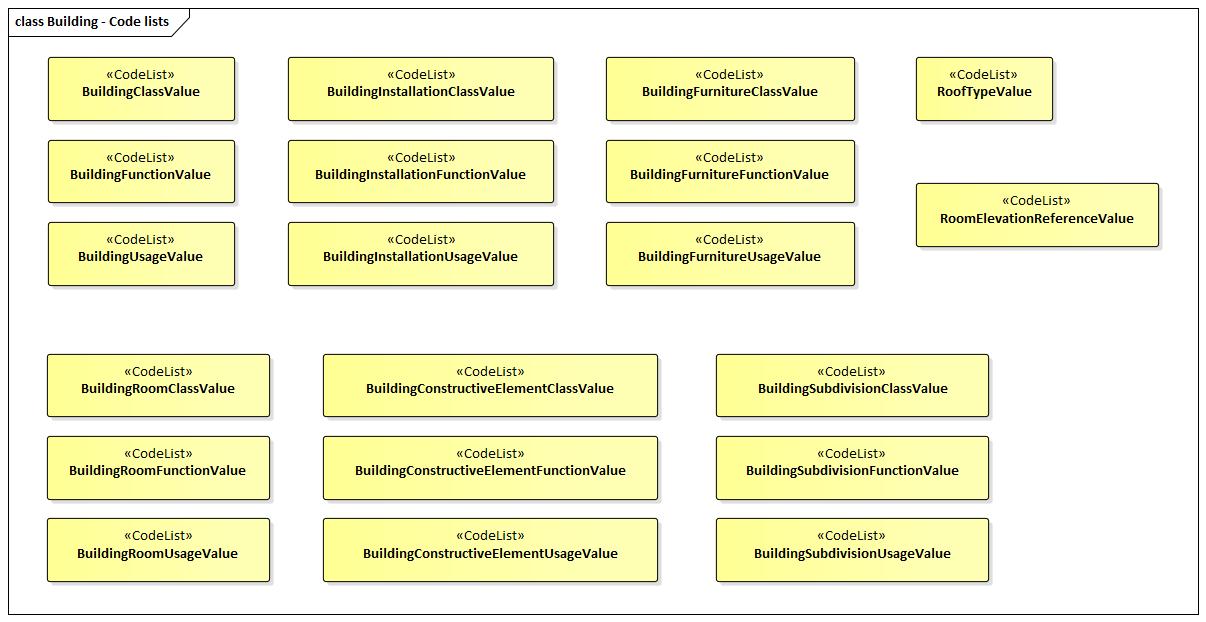 class Building - Code lists
«CodeList»
BuildingClassValue
«CodeList»
BuildingInstallationClassValue
«CodeList»
BuildingFurnitureClassValue
«CodeList»
RoofTypeValue
«CodeList»
BuildingFunctionValue
«CodeList»
BuildingInstallationFunctionValue
«CodeList»
BuildingFurnitureFunctionValue
«CodeList»
RoomElevationReferenceValue
«CodeList»
BuildingUsageValue
«CodeList»
BuildingInstallationUsageValue
«CodeList»
BuildingFurnitureUsageValue
«CodeList»
BuildingRoomClassValue
«CodeList»
BuildingConstructiveElementClassValue
«CodeList»
BuildingSubdivisionClassValue
«CodeList»
BuildingRoomFunctionValue
«CodeList»
BuildingConstructiveElementFunctionValue
«CodeList»
BuildingSubdivisionFunctionValue
«CodeList»
BuildingRoomUsageValue
«CodeList»
BuildingConstructiveElementUsageValue
«CodeList»
BuildingSubdivisionUsageValue